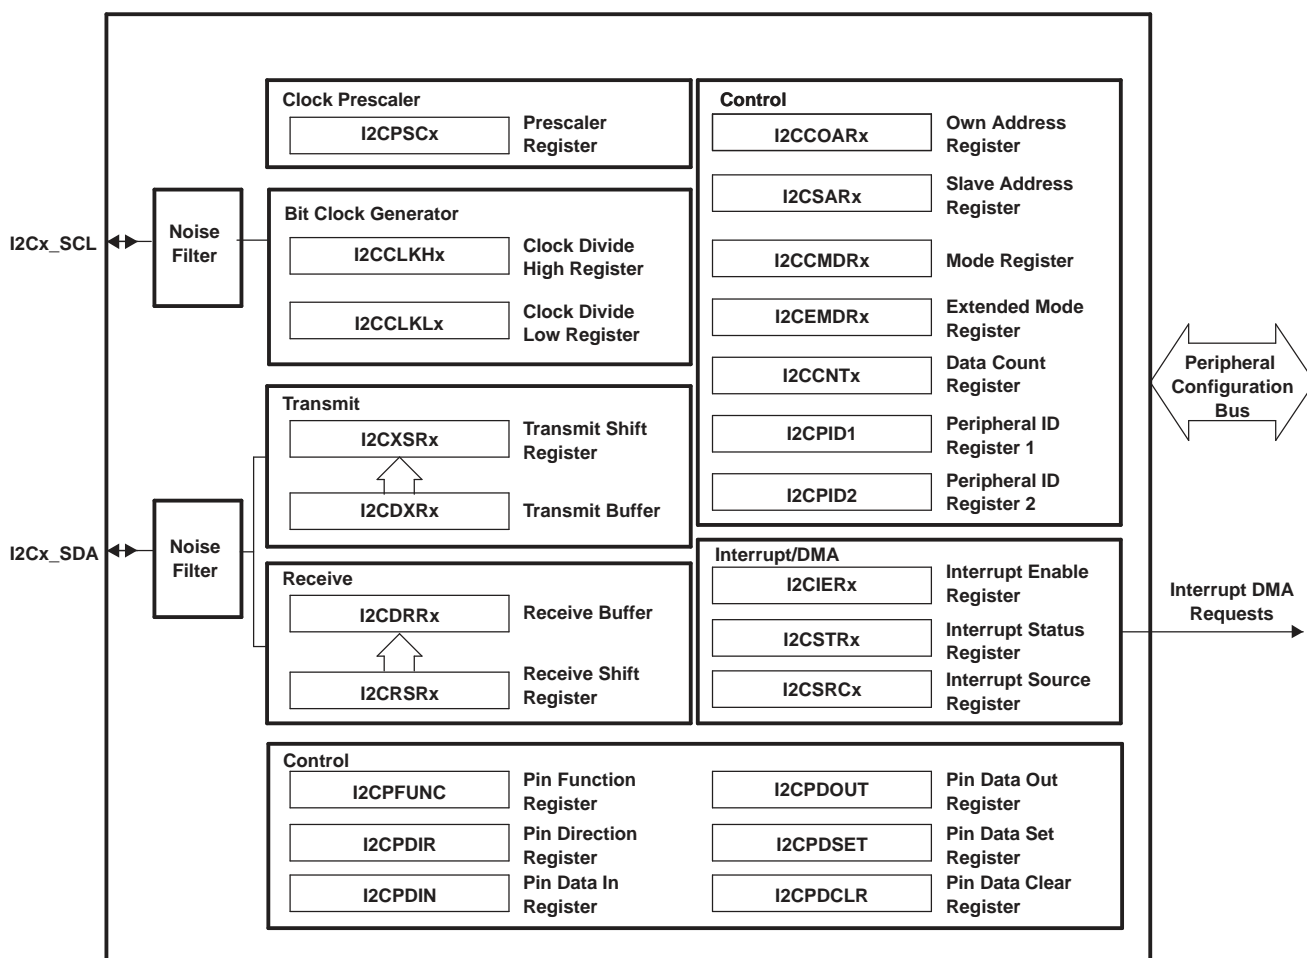 Clock Prescaler
I2CPSCx
Prescaler
Register
I2Cx_SCL
Noise
Filter
Bit Clock Generator
I2CCLKHx
Clock Divide
High Register
I2CCLKLx
Clock Divide
Low Register
Transmit
I2CXSRx
Transmit Shift
Register
I2CDXRx
Transmit Buffer
I2Cx_SDA
Noise
Filter
Receive
I2CDRRx
Receive Buffer
I2CRSRx
Receive Shift
Register
Control
I2CCOARx
Own Address
Register
I2CSARx
Slave Address
Register
I2CCMDRx
Mode Register
I2CEMDRx
Extended Mode
Register
I2CCNTx
Data Count
Register
I2CPID1
Peripheral ID
Register 1
I2CPID2
Peripheral ID
Register 2
Peripheral
Configuration
Bus
Interrupt/DMA
I2CIERx
Interrupt Enable
Register
I2CSTRx
Interrupt Status
Register
I2CSRCx
Interrupt Source
Register
Interrupt DMA
Requests
Control
I2CPFUNC
Pin Function
Register
I2CPDIR
Pin Direction
Register
I2CPDIN
Pin Data In
Register
I2CPDOUT
Pin Data Out
Register
I2CPDSET
Pin Data Set
Register
I2CPDCLR
Pin Data Clear
Register